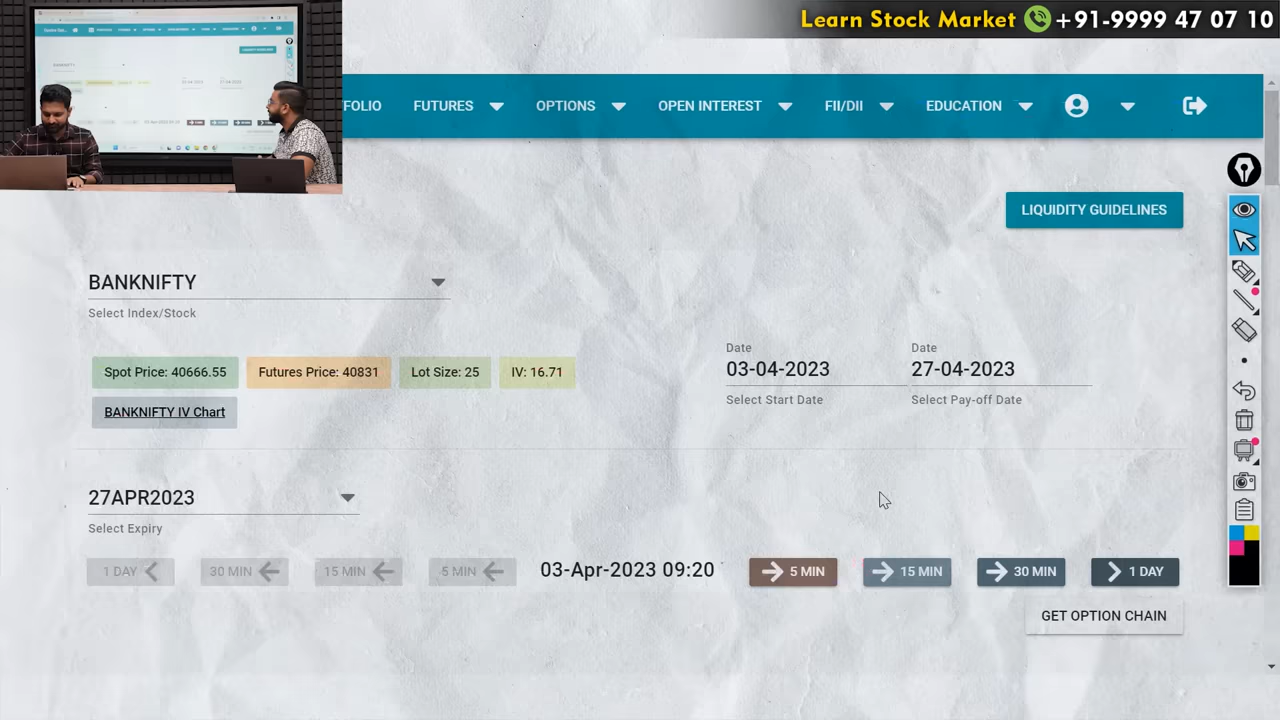 Learn Stock Market +91-9999 47 07 10
FOLIO FUTURES OPTIONS OPEN INTEREST FII/DII EDUCATION
LIQUIDITY GUIDELINES
BANKNIFTY
Select Index/Stock
Date Date
03-04-2023 27-04-2023
Select Start Date Select Pay-off Date
Spot Price: 40666.55 Futures Price: 40831 Lot Size: 25 IV: 16.71
BANKNIFTY IV Chart
27APR2023
Select Expiry
1 DAY 30 MIN 15 MIN 5 MIN 03-Apr-2023 09:20 5 MIN 15 MIN 30 MIN 1 DAY
GET OPTION CHAIN